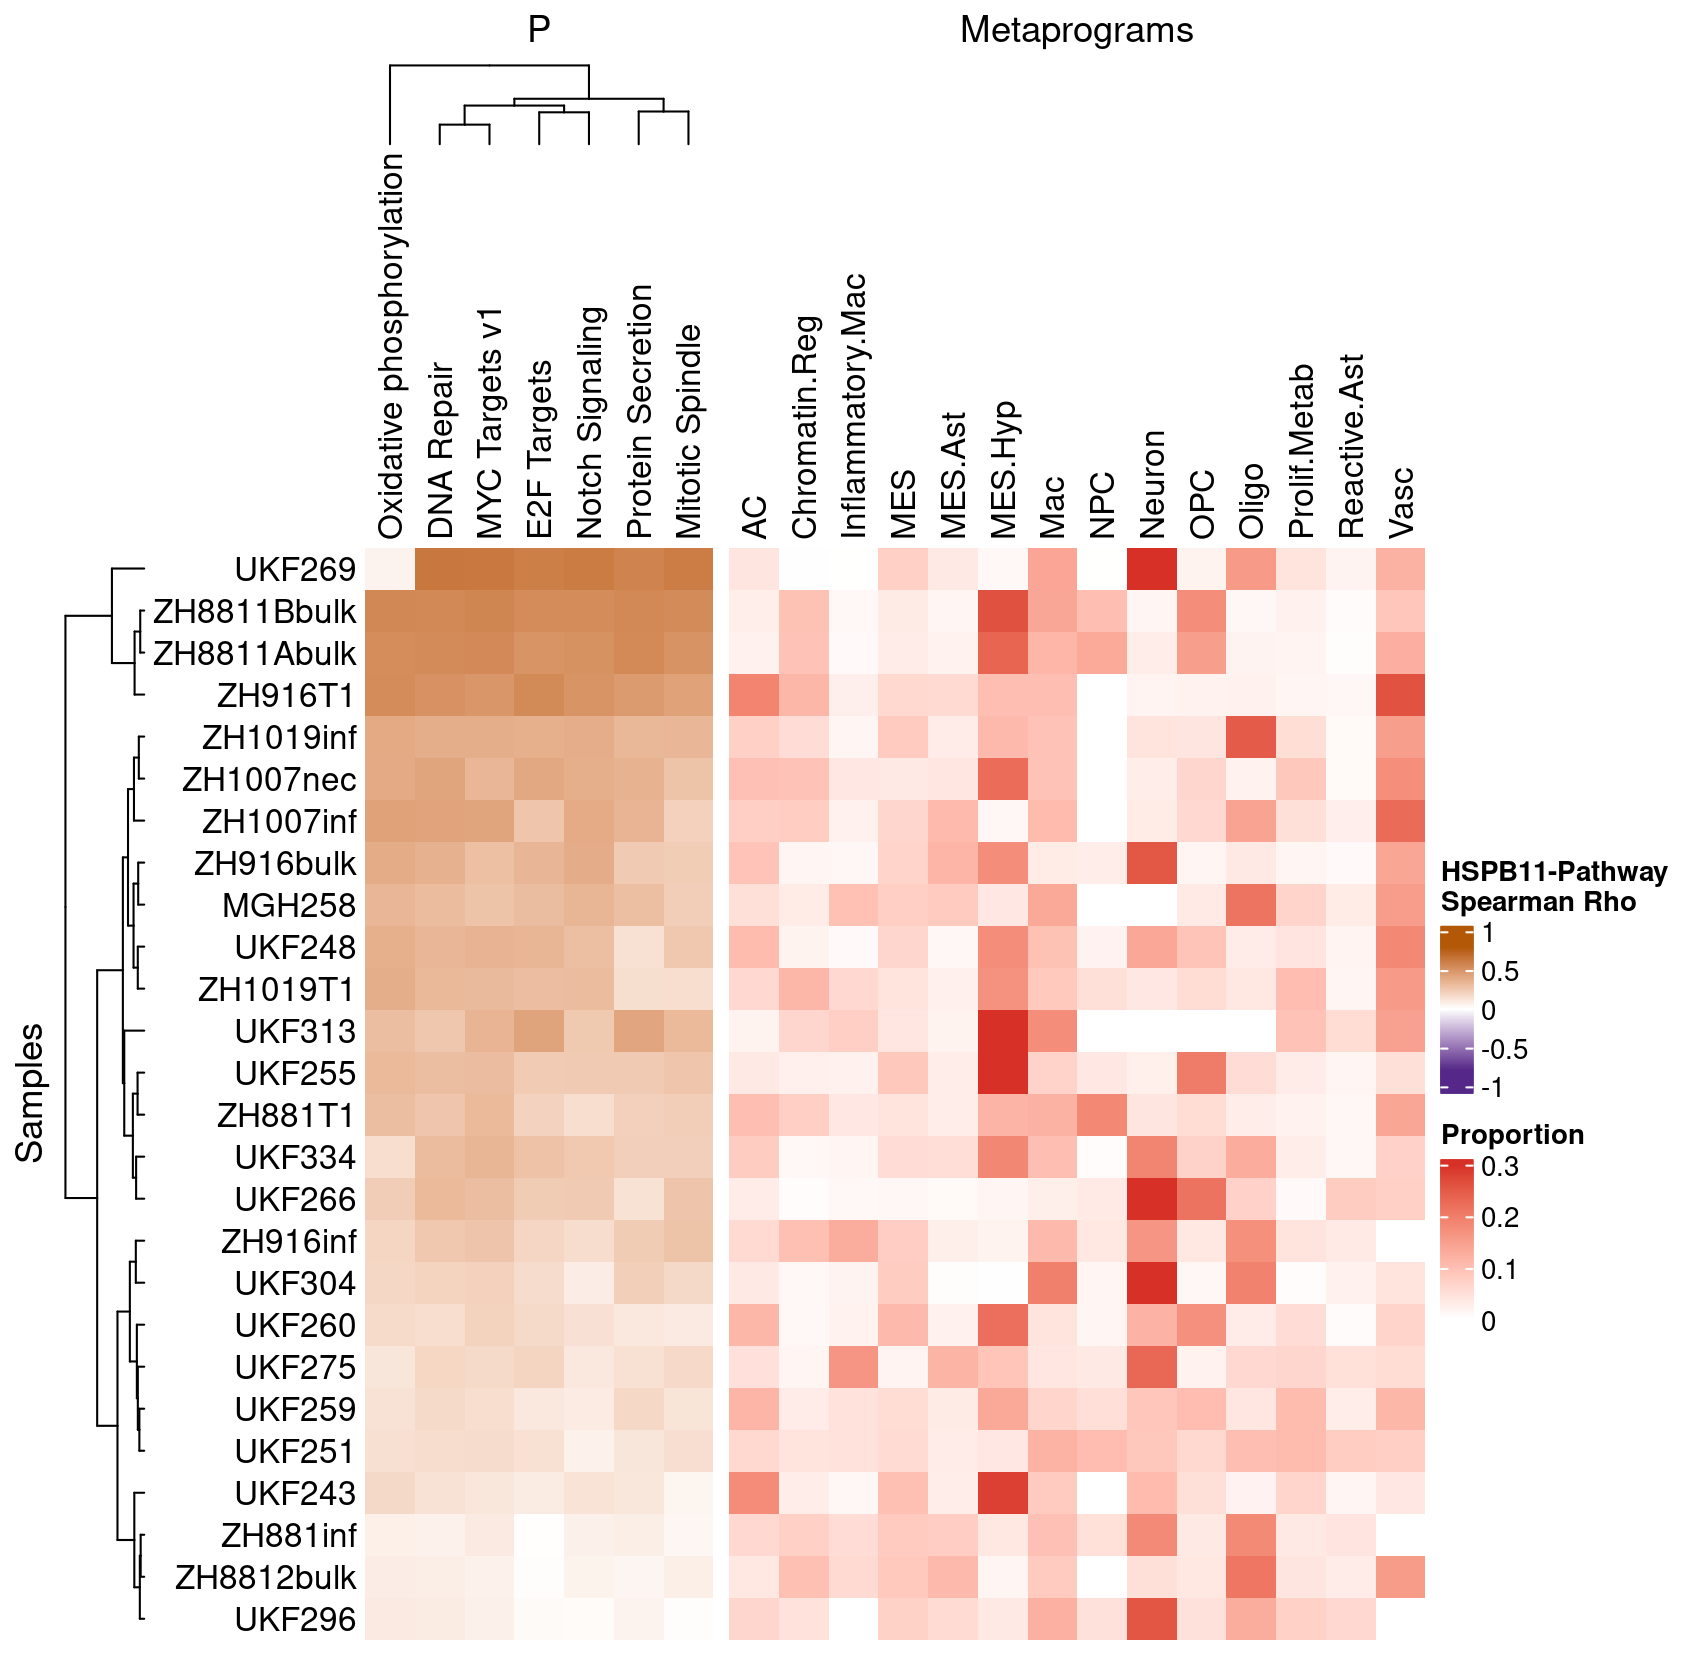 P
Metaprograms
Oxidative phosphorylation
DNA Repair
MYC Targets v1
E2F Targets
Notch Signaling
Protein Secretion
Mitotic Spindle
AC
Chromatin.Reg
Inflammatory.Mac
MES
MES.Ast
MES.Hyp
Mac
NPC
Neuron
OPC
Oligo
Prolif.Metab
Reactive.Ast
Vasc
Samples
UKF269
ZH8811Bbulk
ZH8811Abulk
ZH916T1
ZH1019inf
ZH1007nec
ZH1007inf
ZH916bulk
MGH258
UKF248
ZH1019T1
UKF313
UKF255
ZH881T1
UKF334
UKF266
ZH916inf
UKF304
UKF260
UKF275
UKF259
UKF251
UKF243
ZH881inf
ZH8812bulk
UKF296
HSPB11-Pathway
Spearman Rho
1
0.5
0
-0.5
-1
Proportion
0.3
0.2
0.1
0